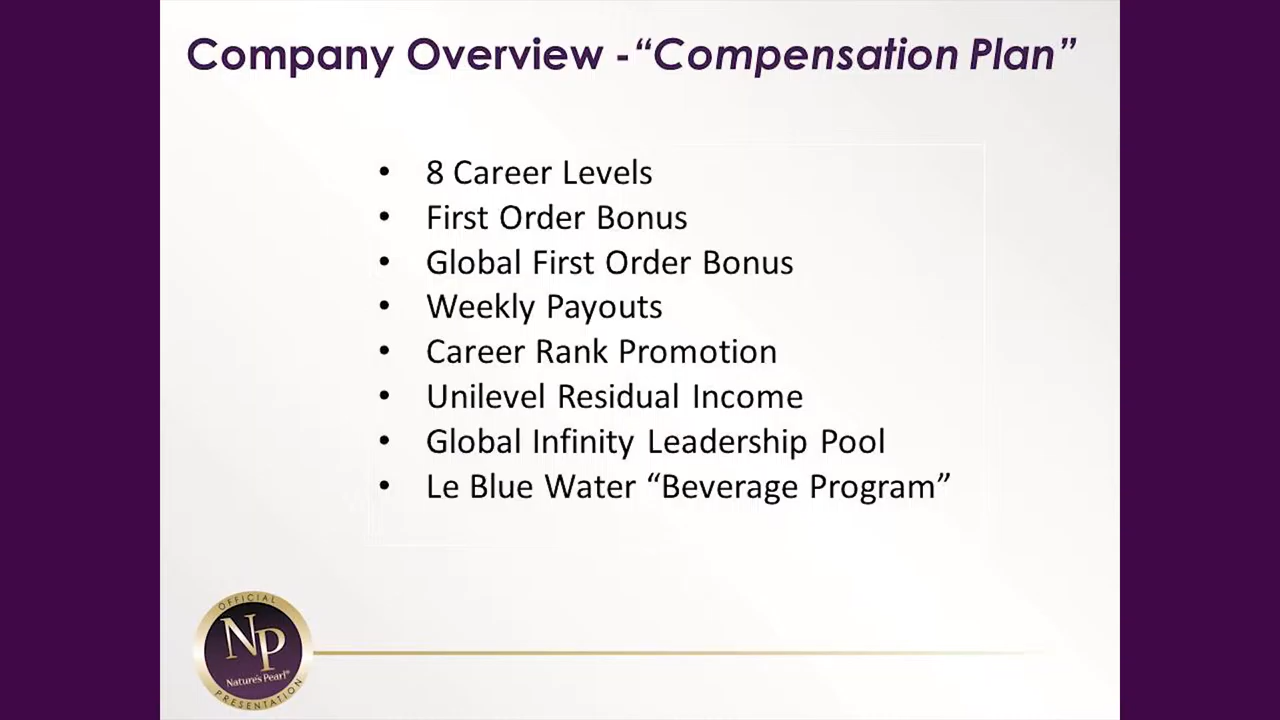 Company Overview -“Compensation Plan”
• 8 Career Levels
• First Order Bonus
• Global First Order Bonus
• Weekly Payouts
• Career Rank Promotion
• Unilevel Residual Income
• Global Infinity Leadership Pool
• Le Blue Water “Beverage Program”
OFFICIAL
NP
Nature's Pearl®
PRESENTATION